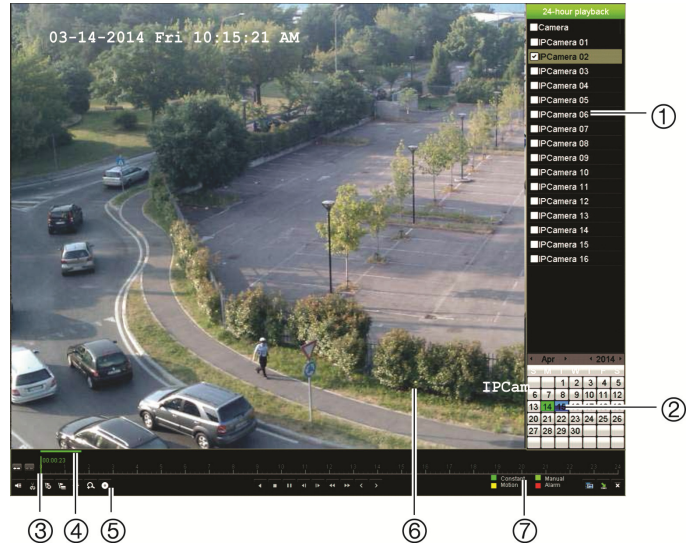 24-hour playback
03-14-2014 Fri 10:15:21 AM
Camera
IPCamera 01
IPCamera 02
IPCamera 03
IPCamera 04
IPCamera 05
IPCamera 06
①
IPCamera 07
IPCamera 08
IPCamera 09
IPCamera 10
IPCamera 11
IPCamera 12
IPCamera 13
IPCamera 14
IPCamera 15
IPCamera 16
Apr 2014
IPCam
1 2 3 4 5
6 7 8 9 10 11 12
13 14 15
②
20 21 22 23 24 25 26
27 28 29 30
00:00:23
Constant Manual
Motion Alarm
③ ④ ⑤ ⑥ ⑦